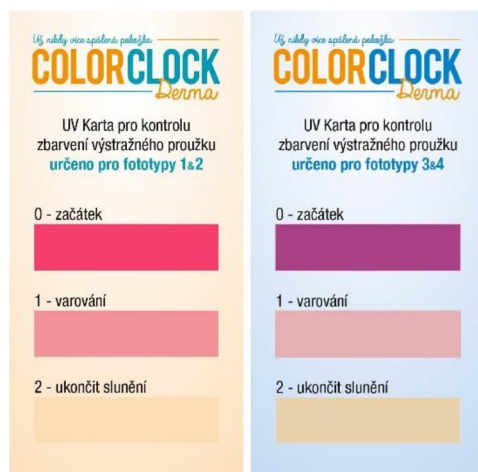 Už nikdy více spálená pokožka
COLORCLOCK
Derma
UV Karta pro kontrolu
zbarvení výstražného proužku
určeno pro fototypy 1&2
0 - začátek
1 - varování
2 - ukončit slunění
Už nikdy více spálená pokožka
COLORCLOCK
Derma
UV Karta pro kontrolu
zbarvení výstražného proužku
určeno pro fototypy 3&4
0 - začátek
1 - varování
2 - ukončit slunění